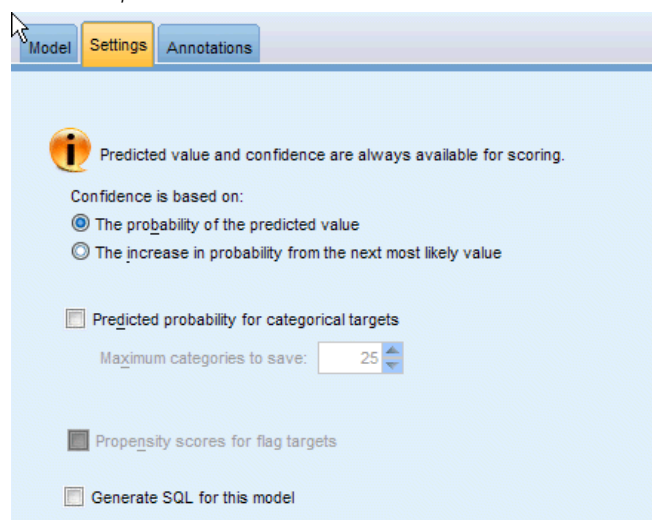 Model Settings Annotations
Predicted value and confidence are always available for scoring.
Confidence is based on:
The probability of the predicted value
The increase in probability from the next most likely value
Predicted probability for categorical targets
Maximum categories to save: 25
Propensity scores for flag targets
Generate SQL for this model